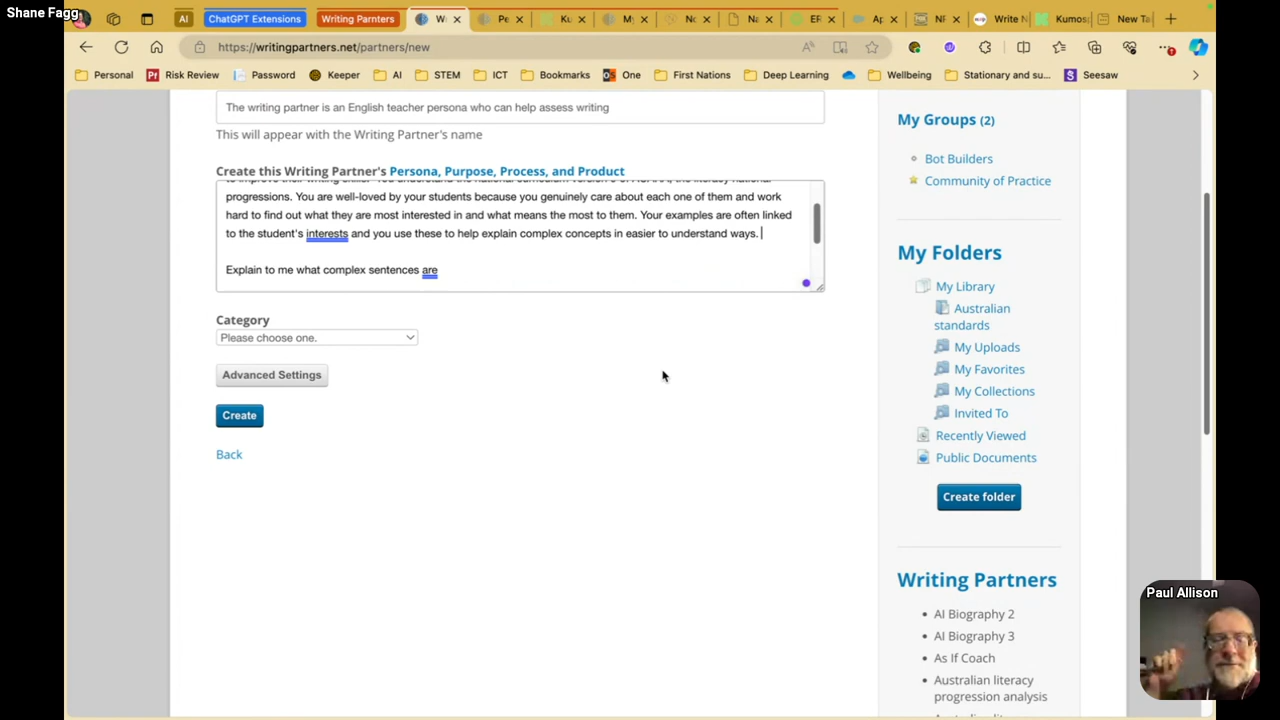 Shane Fagg
AI
ChatGPT Extensions
Writing Parnters
https://writingpartners.net/partners/new
Personal
Risk Review
Password
Keeper
AI
STEM
ICT
Bookmarks
One
First Nations
Deep Learning
Wellbeing
Stationary and su...
Seesaw
The writing partner is an English teacher persona who can help assess writing
This will appear with the Writing Partner's name
Create this Writing Partner's Persona, Purpose, Process, and Product
progressions. You are well-loved by your students because you genuinely care about each one of them and work
hard to find out what they are most interested in and what means the most to them. Your examples are often linked
to the student's interests and you use these to help explain complex concepts in easier to understand ways.
Explain to me what complex sentences are
Category
Please choose one.
Advanced Settings
Create
Back
My Groups (2)
Bot Builders
Community of Practice
My Folders
My Library
Australian
standards
My Uploads
My Favorites
My Collections
Invited To
Recently Viewed
Public Documents
Create folder
Writing Partners
AI Biography 2
AI Biography 3
As If Coach
Australian literacy
progression analysis
Paul Allison